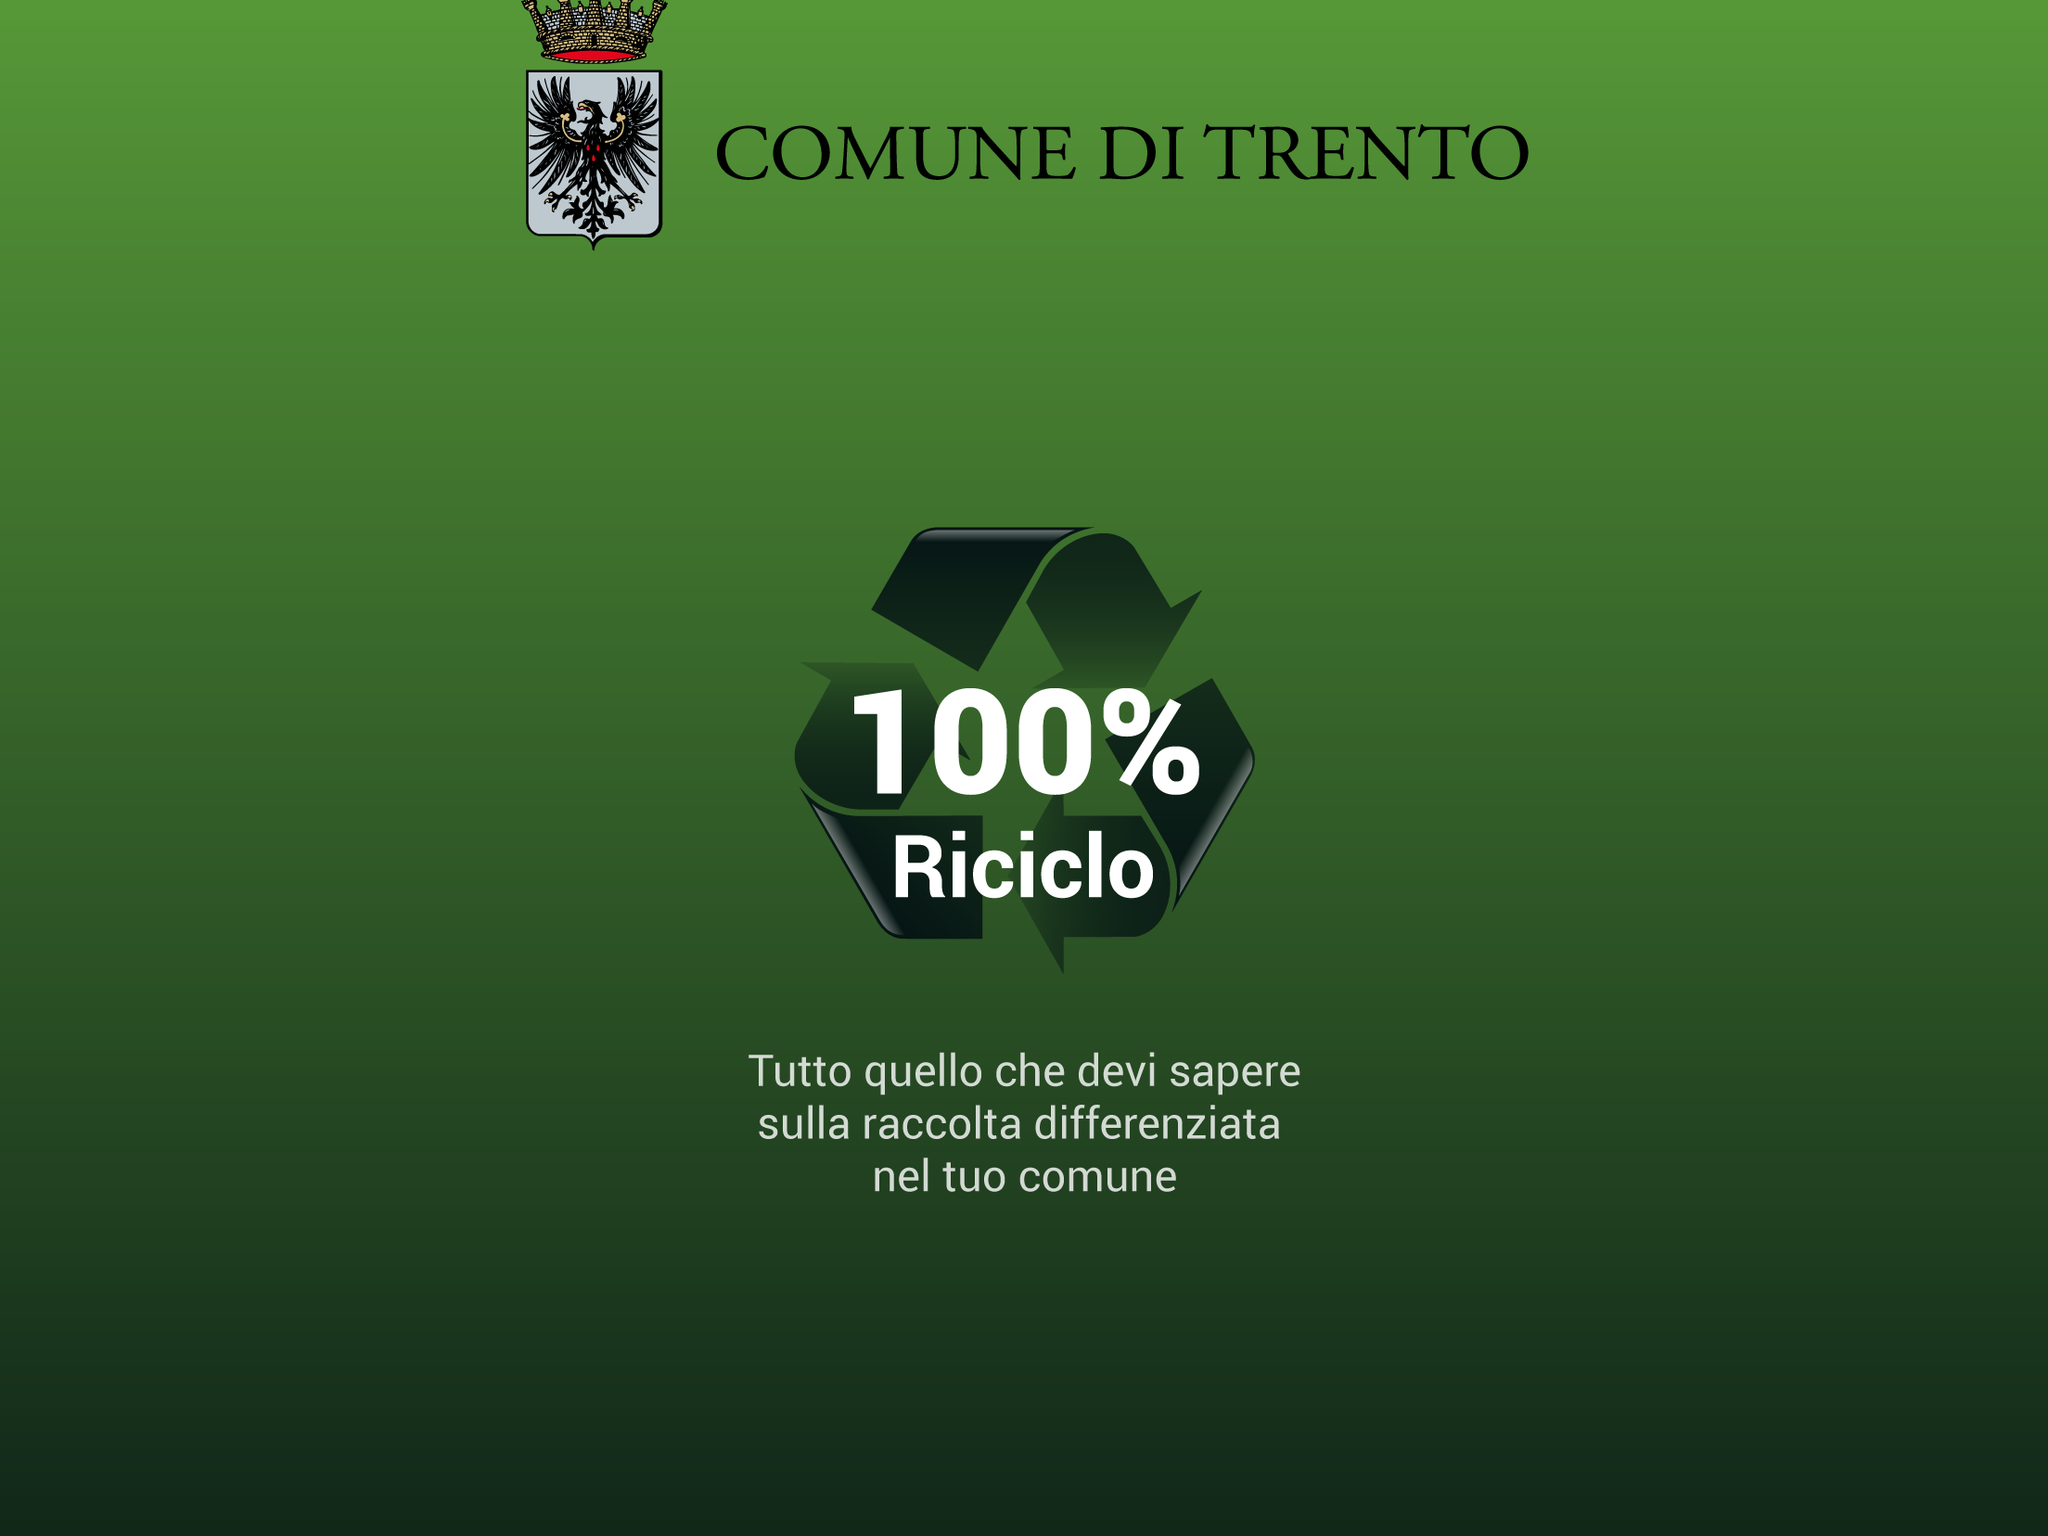 COMUNE DI TRENTO
100%
Riciclo
Tutto quello che devi sapere
sulla raccolta differenziata
nel tuo comune